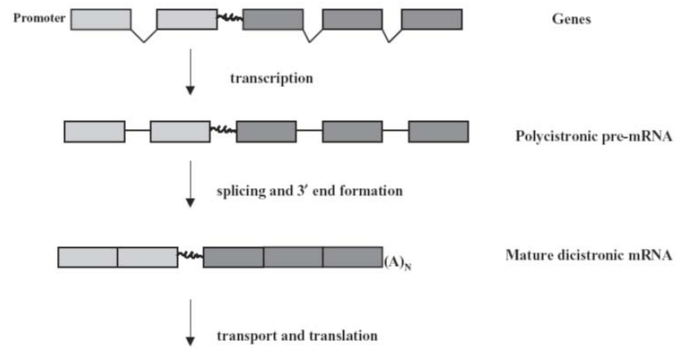 Promoter
Genes
transcription
Polycistronic pre-mRNA
splicing and 3′ end formation
(A)N
Mature dicistronic mRNA
transport and translation